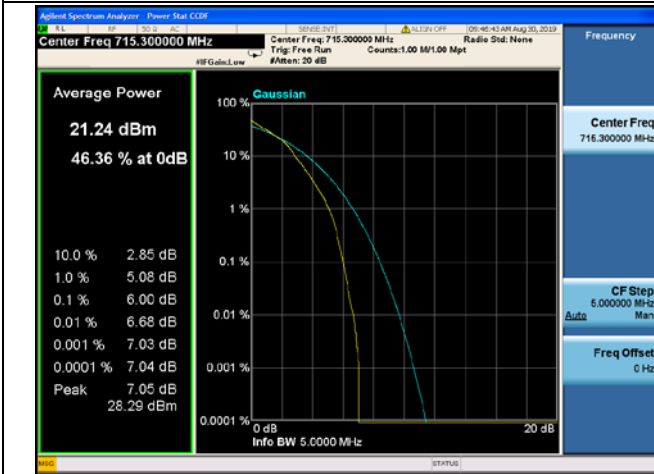 Agilent Spectrum Analyzer - Power Stat CCDF
RL RF 50 Ω AC SENSE:INT ALIGN OFF 09:46:43 AM Aug 30, 2019
Center Freq 715.300000 MHz
Center Freq: 715.300000 MHz Radio Std: None
Trig: Free Run Counts:1.00 M/1.00 Mpt
#IFGain:Low #Atten: 20 dB
Frequency
Average Power
21.24 dBm
46.36 % at 0dB
10.0 % 2.85 dB
1.0 % 5.08 dB
0.1 % 6.00 dB
0.01 % 6.68 dB
0.001 % 7.03 dB
0.0001 % 7.04 dB
Peak 7.05 dB
28.29 dBm
Gaussian
100 %
10 %
1 %
0.1 %
0.01 %
0.001 %
0.0001 %
0 dB 20 dB
Info BW 5.0000 MHz
Center Freq
715.300000 MHz
CF Step
5.000000 MHz
Auto Man
Freq Offset
0 Hz
MSG STATUS